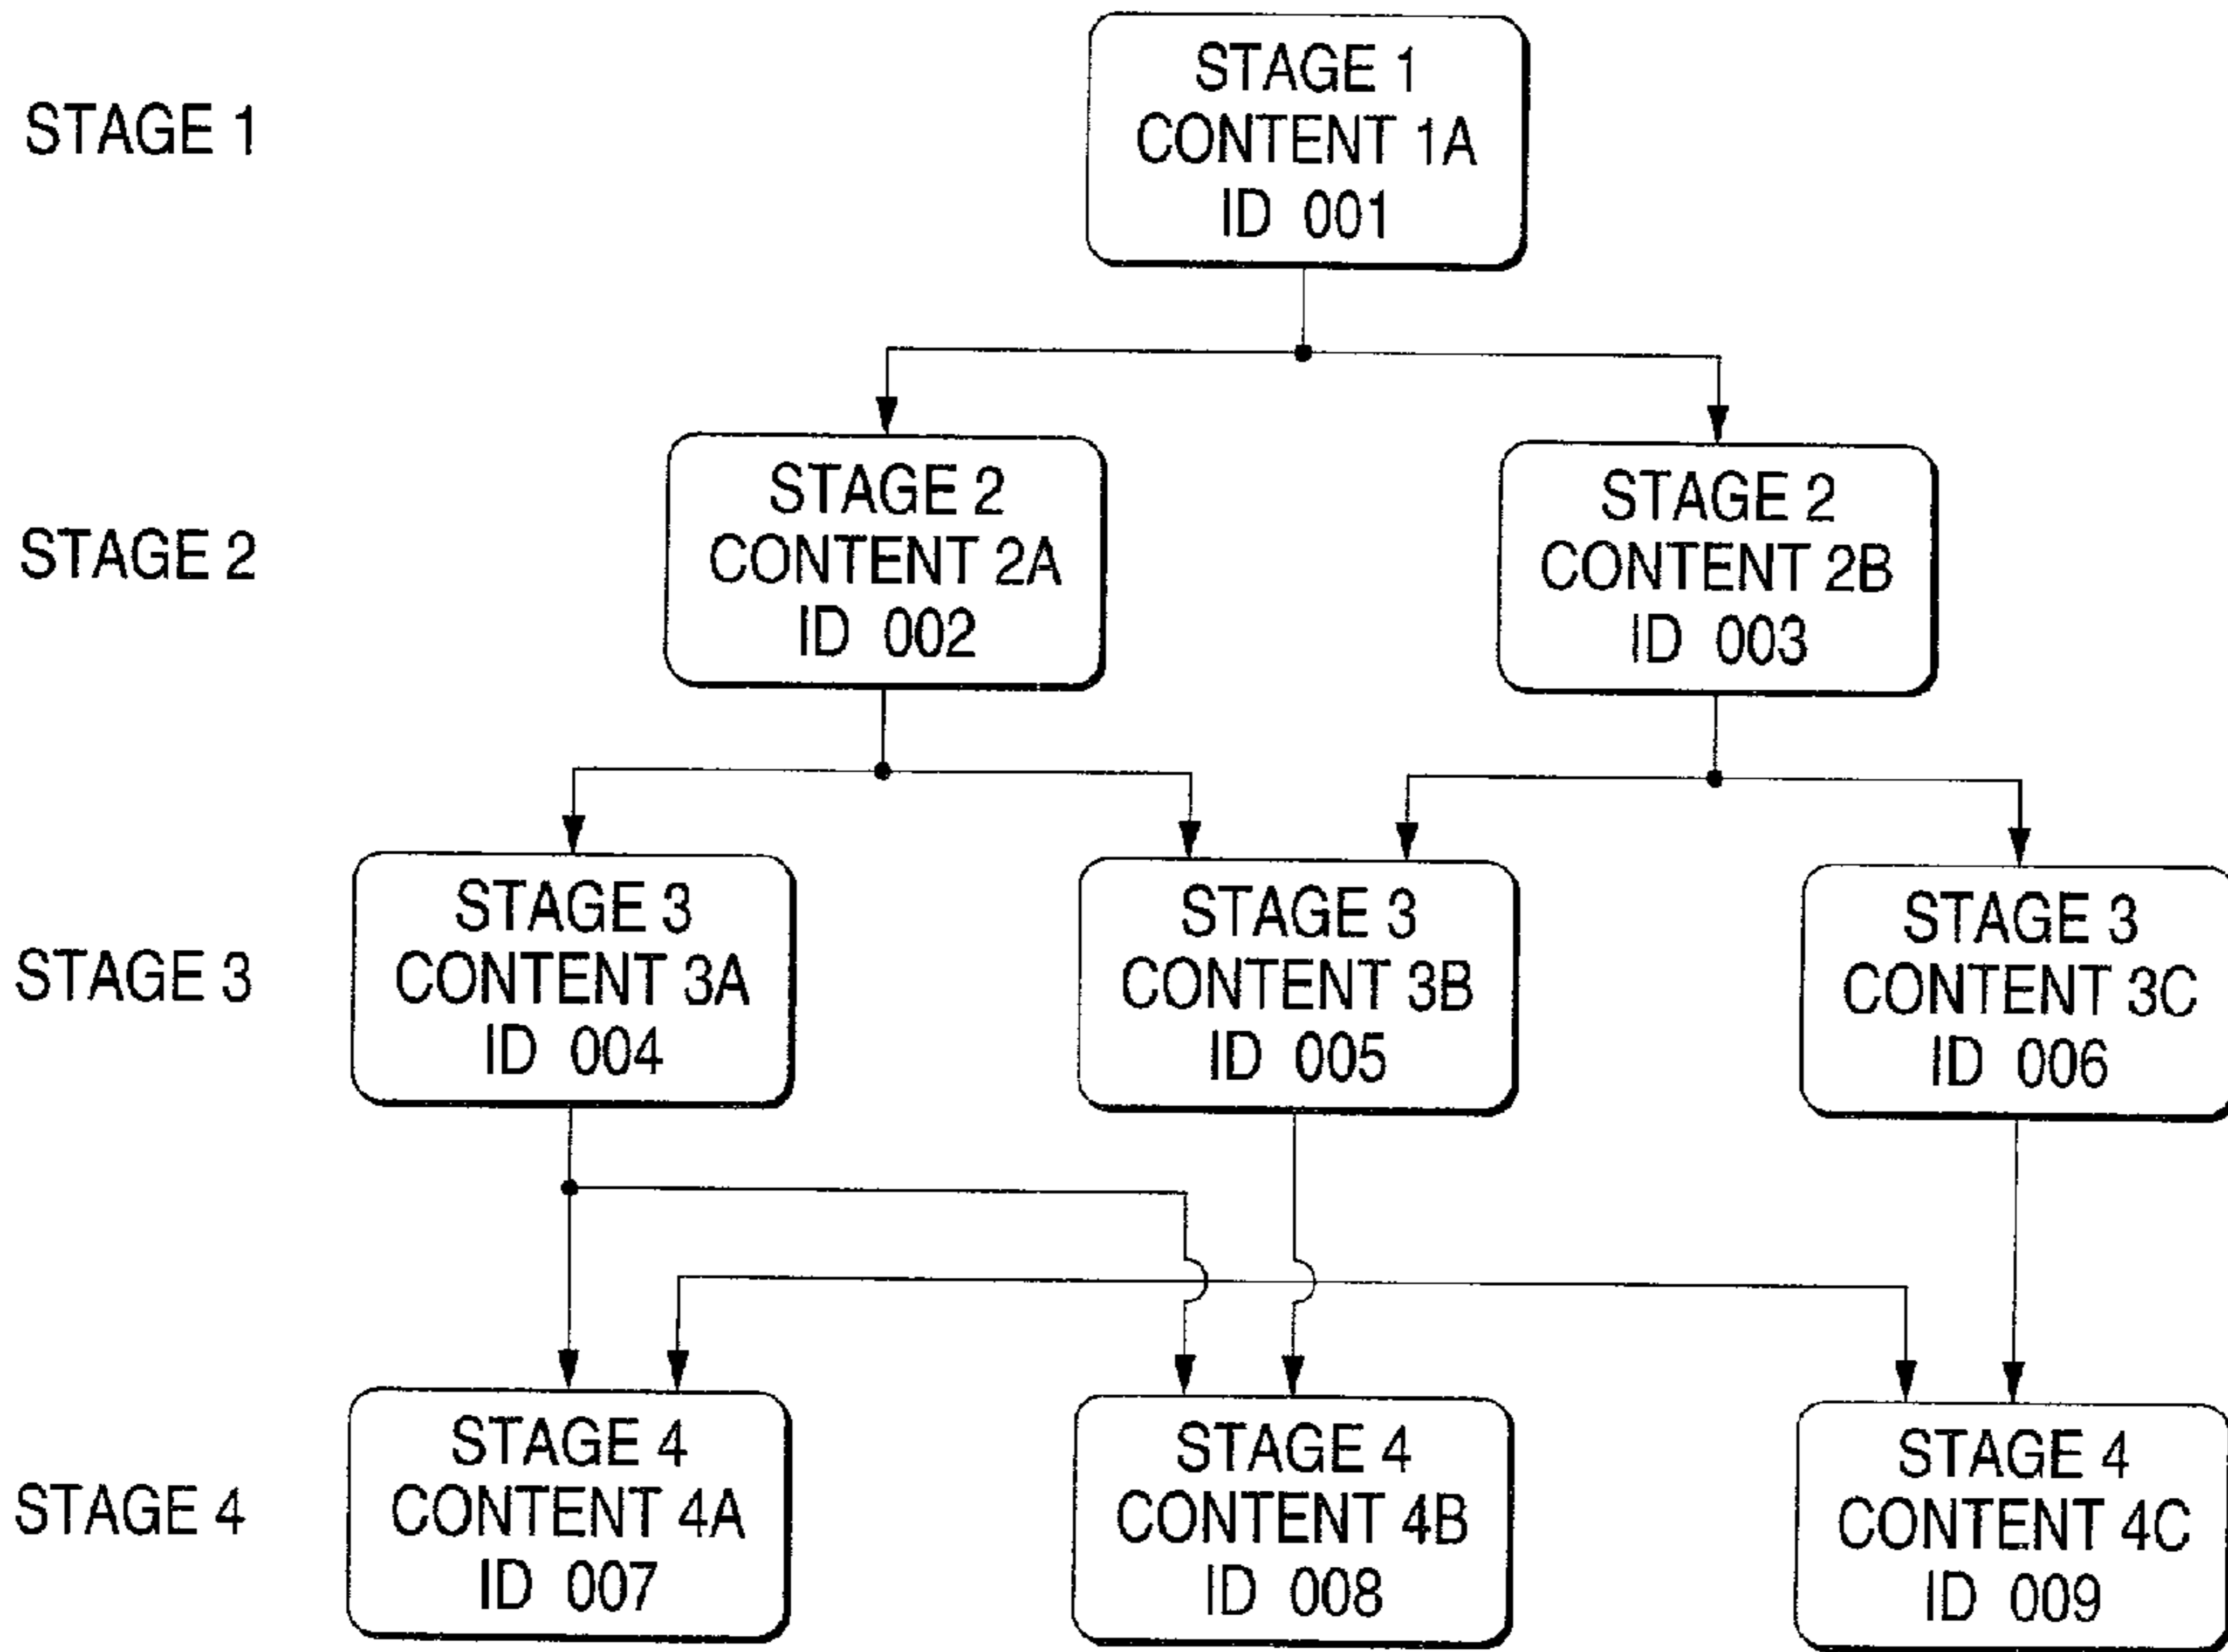 STAGE 1
STAGE 1
CONTENT 1A
ID 001
STAGE 2
STAGE 2
CONTENT 2A
ID 002
STAGE 2
CONTENT 2B
ID 003
STAGE 3
STAGE 3
CONTENT 3A
ID 004
STAGE 3
CONTENT 3B
ID 005
STAGE 3
CONTENT 3C
ID 006
STAGE 4
STAGE 4
CONTENT 4A
ID 007
STAGE 4
CONTENT 4B
ID 008
STAGE 4
CONTENT 4C
ID 009